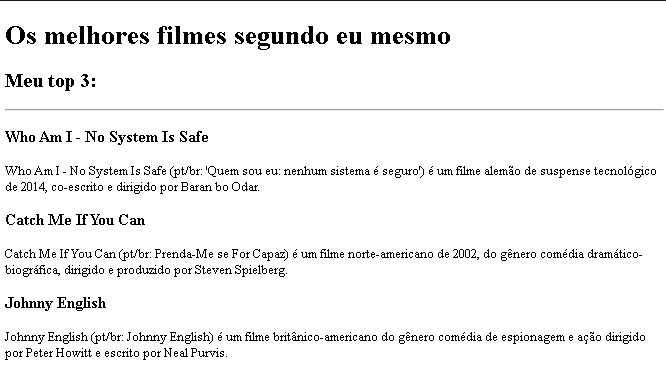 Os melhores filmes segundo eu mesmo
Meu top 3:
Who Am I - No System Is Safe
Who Am I - No System Is Safe (pt/br: 'Quem sou eu: nenhum sistema é seguro') é um filme alemão de suspense tecnológico
de 2014, co-escrito e dirigido por Baran bo Odar.
Catch Me If You Can
Catch Me If You Can (pt/br: Prenda-Me se For Capaz) é um filme norte-americano de 2002, do gênero comédia dramático-
biográfica, dirigido e produzido por Steven Spielberg.
Johnny English
Johnny English (pt/br: Johnny English) é um filme britânico-americano do gênero comédia de espionagem e ação dirigido
por Peter Howitt e escrito por Neal Purvis.